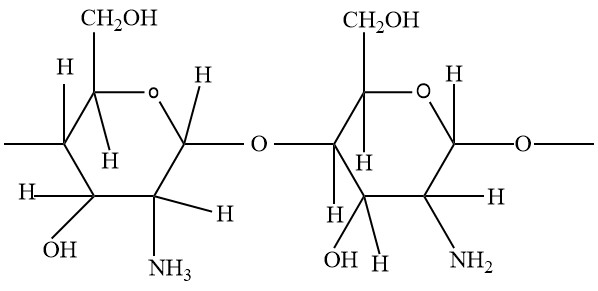 CH₂OH CH₂OH
H H O H
O
O O
H H
H H H
H
OH OH H
NH₃ NH₂